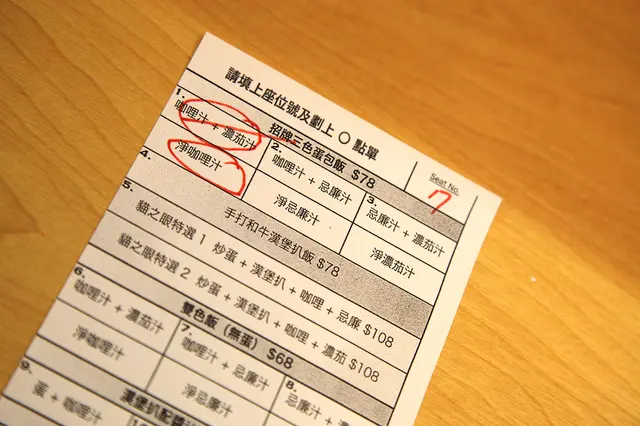 請填上座位號及劃上 〇 點單
Seat No.
7
招牌三色蛋包飯 $78
1. 咖哩汁 + 濃茄汁
2. 咖哩汁 + 忌廉汁
3. 忌廉汁 + 濃茄汁
4. 淨咖哩汁
淨忌廉汁
淨濃茄汁
5.
手打和牛漢堡扒飯 $78
貓之眼特選 1 炒蛋 + 漢堡扒 + 咖哩 + 忌廉 $108
貓之眼特選 2 炒蛋 + 漢堡扒 + 咖哩 + 濃茄 $108
雙色飯（無蛋）$68
6. 咖哩汁 + 濃茄汁
7. 咖哩汁 + 忌廉汁
8. 忌廉汁 +
淨咖哩汁
淨忌廉汁
9.
蛋 + 咖哩汁
漢堡扒配